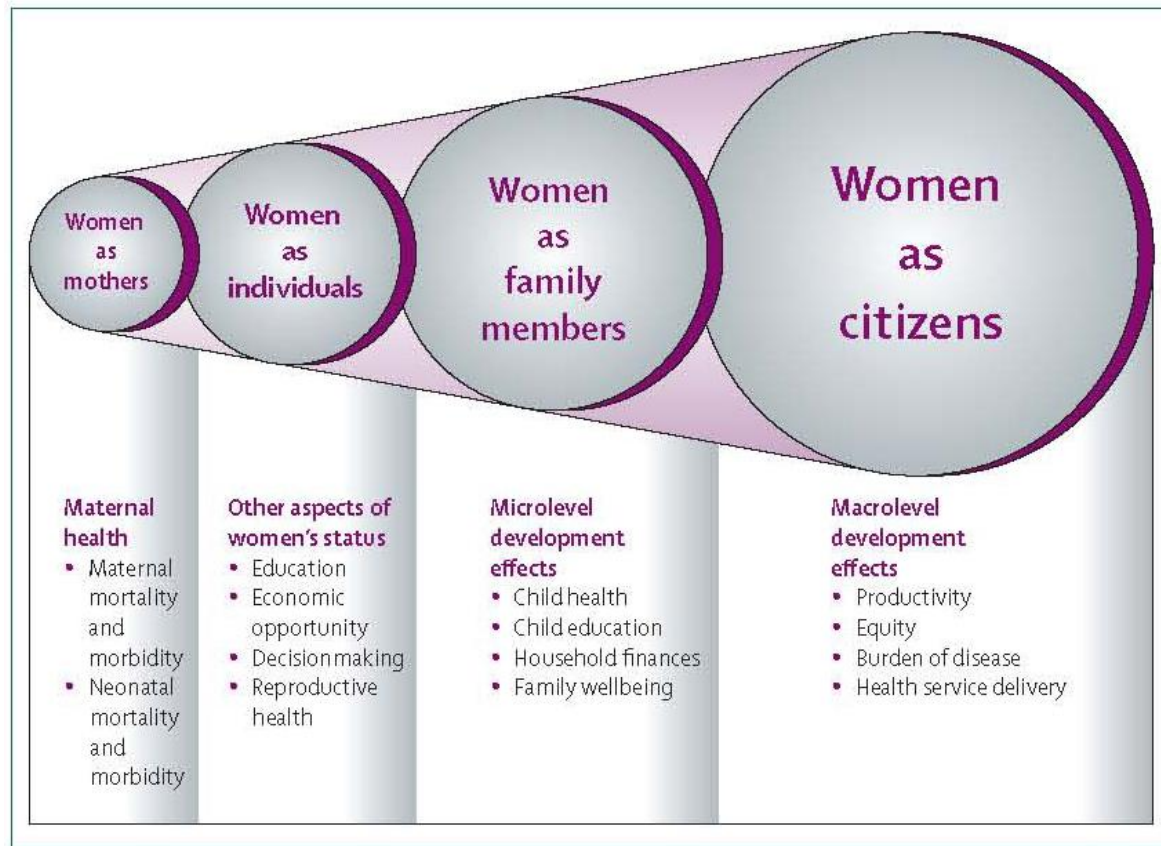 Women
as
mothers
Women
as
individuals
Women
as
family
members
Women
as
citizens
Maternal
health
• Maternal
mortality
and
morbidity
• Neonatal
mortality
and
morbidity
Other aspects of
women's status
• Education
• Economic
opportunity
• Decisionmaking
• Reproductive
health
Microlevel
development
effects
• Child health
• Child education
• Household finances
• Family wellbeing
Macrolevel
development
effects
• Productivity
• Equity
• Burden of disease
• Health service delivery